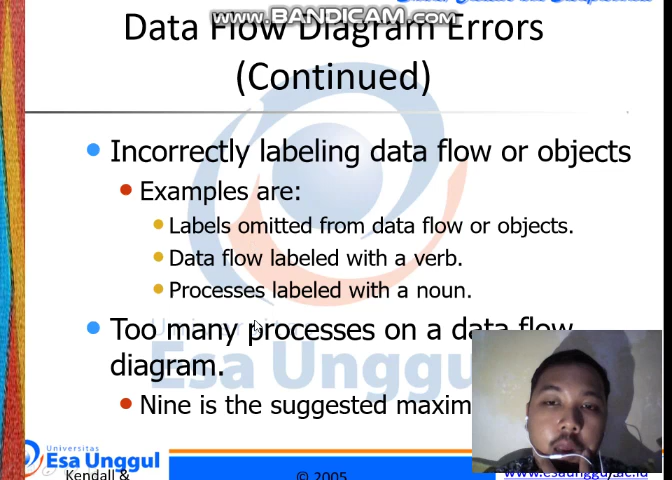 www.BANDICAM.com
Data Flow Diagram Errors
(Continued)
Incorrectly labeling data flow or objects
Examples are:
Labels omitted from data flow or objects.
Data flow labeled with a verb.
Processes labeled with a noun.
Too many processes on a data flow
diagram.
Nine is the suggested
Universitas
Esa Unggul
Universitas
Esa Unggul
Kendall &
© 2005
www.esaunggul.ac.id